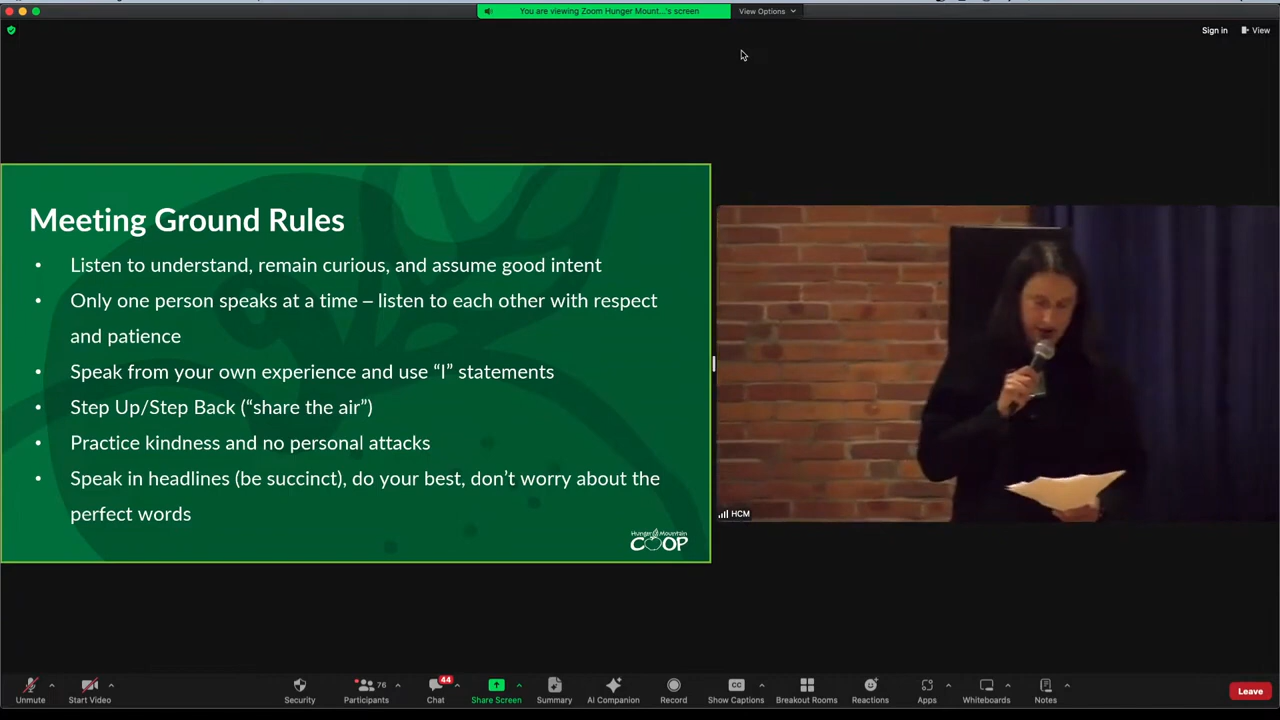 You are viewing Zoom Hunger Mount...'s screen
View Options
Sign in
View
Meeting Ground Rules
• Listen to understand, remain curious, and assume good intent
• Only one person speaks at a time – listen to each other with respect
and patience
• Speak from your own experience and use “I” statements
• Step Up/Step Back (“share the air”)
• Practice kindness and no personal attacks
• Speak in headlines (be succinct), do your best, don’t worry about the
perfect words
Hunger Mountain
COOP
HCM
76
44
CC
Unmute
Start Video
Security
Participants
Chat
Share Screen
Summary
AI Companion
Record
Show Captions
Breakout Rooms
Reactions
Apps
Whiteboards
Notes
Leave